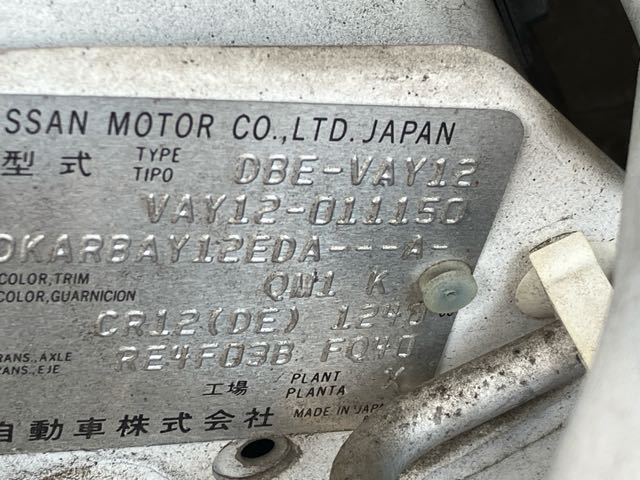 SSAN MOTOR CO.,LTD. JAPAN
型式 TYPE TIPO DBE-VAY12
VAY12-011150
DKARBAY12EDA---A-
COLOR,TRIM
COLOR,GUARNICION QM1 K
CR12(DE) 1240
RANS.,AXLE
RANS.,EJE RE4F03B FQ40
工場 PLANT PLANTA X
自動車株式会社 MADE IN JAPA